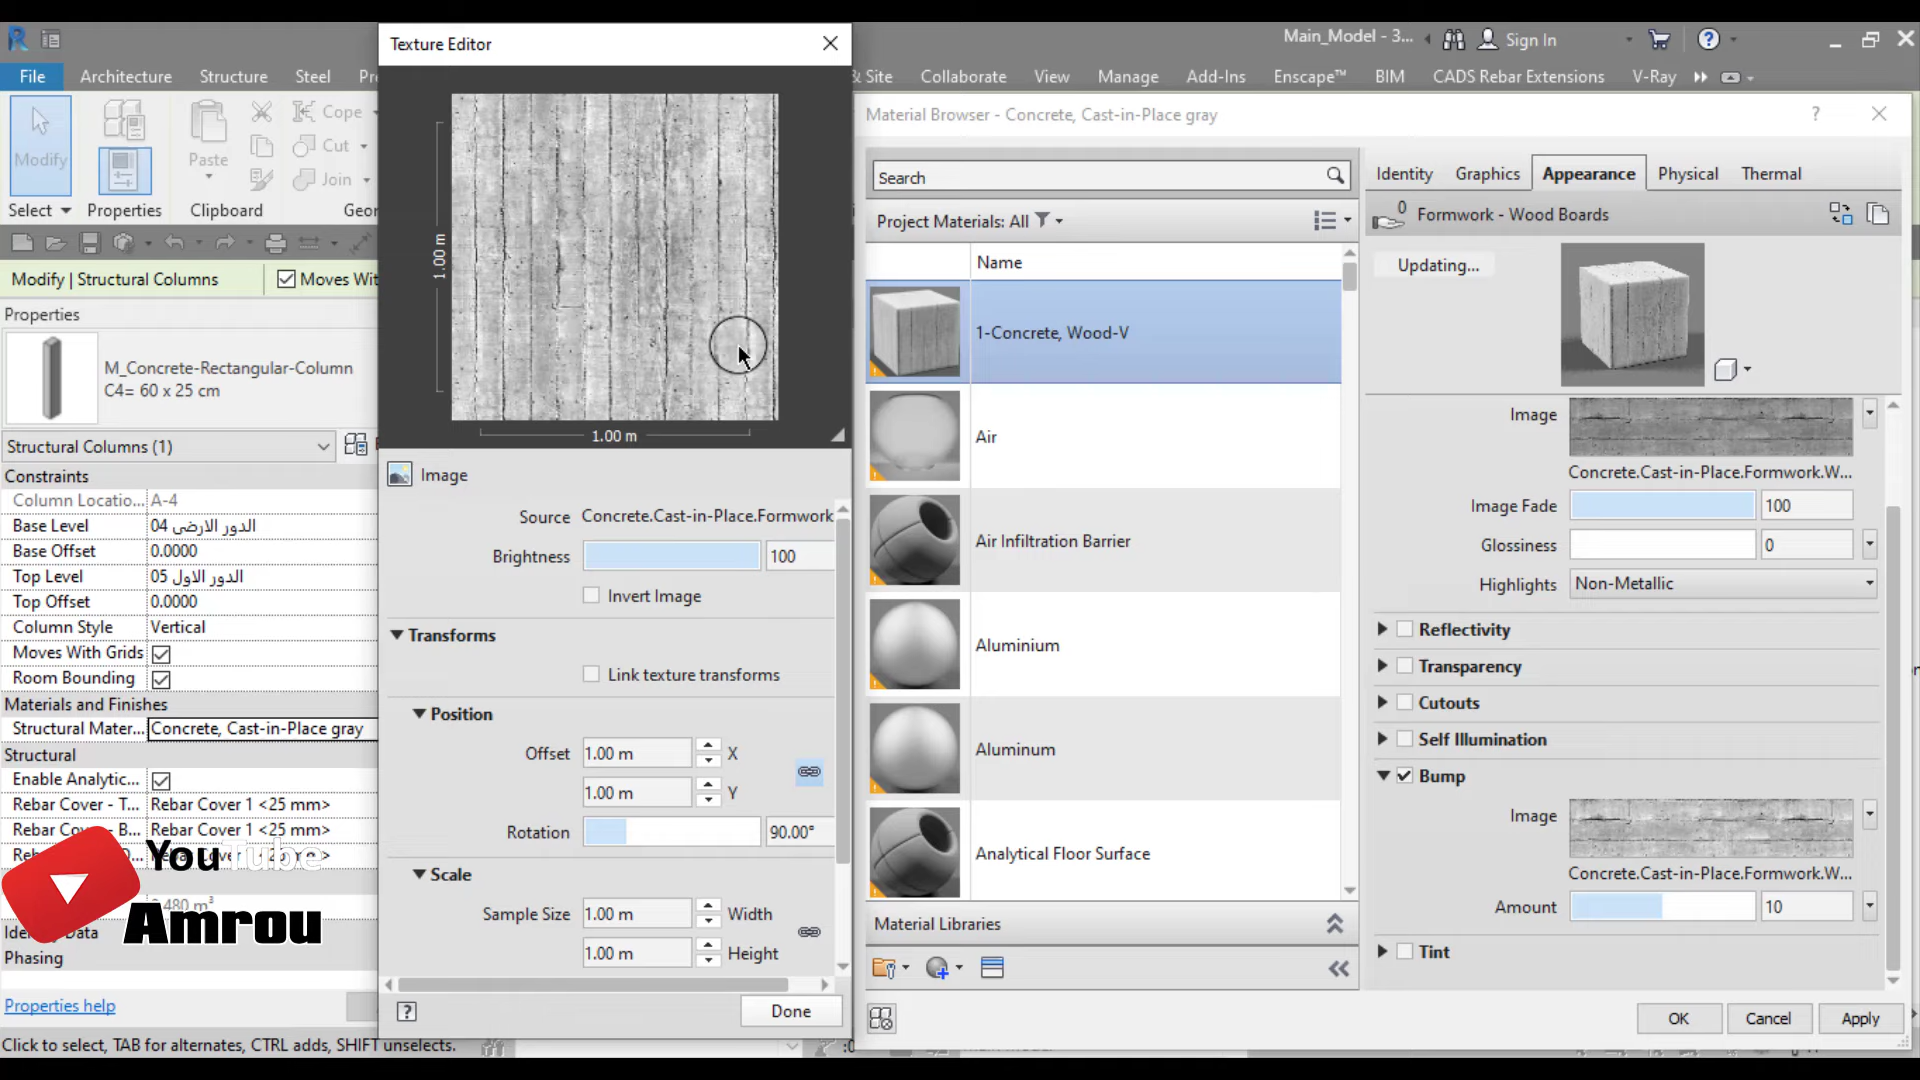 Texture Editor
Main_Model - 3...
Sign In
File
Architecture
Structure
Steel
& Site
Collaborate
View
Manage
Add-Ins
Enscape™
BIM
CADS Rebar Extensions
V-Ray
Modify
Paste
Cope
Cut
Join
Select
Properties
Clipboard
Modify | Structural Columns
Moves Wit
Properties
M_Concrete-Rectangular-Column
C4= 60 x 25 cm
Structural Columns (1)
Constraints
Column Locatio... A-4
Base Level الدور الارضى 04
Base Offset 0.0000
Top Level الدور الاول 05
Top Offset 0.0000
Column Style Vertical
Moves With Grids
Room Bounding
Materials and Finishes
Structural Mater... Concrete, Cast-in-Place gray
Structural
Enable Analytic...
Rebar Cover - T... Rebar Cover 1 <25 mm>
Rebar Cover - B... Rebar Cover 1 <25 mm>
YouTube
Amrou
Phasing
Properties help
Click to select, TAB for alternates, CTRL adds, SHIFT unselects.
1.00 m
1.00 m
Image
Source Concrete.Cast-in-Place.Formwork
Brightness 100
Invert Image
Transforms
Link texture transforms
Position
Offset 1.00 m X
1.00 m Y
Rotation 90.00°
Scale
Sample Size 1.00 m Width
1.00 m Height
Done
Material Browser - Concrete, Cast-in-Place gray
Search
Project Materials: All
Name
1-Concrete, Wood-V
Air
Air Infiltration Barrier
Aluminium
Aluminum
Analytical Floor Surface
Material Libraries
Identity
Graphics
Appearance
Physical
Thermal
0
Formwork - Wood Boards
Updating...
Image
Concrete.Cast-in-Place.Formwork.W...
Image Fade 100
Glossiness 0
Highlights Non-Metallic
Reflectivity
Transparency
Cutouts
Self Illumination
Bump
Image
Concrete.Cast-in-Place.Formwork.W...
Amount 10
Tint
OK
Cancel
Apply